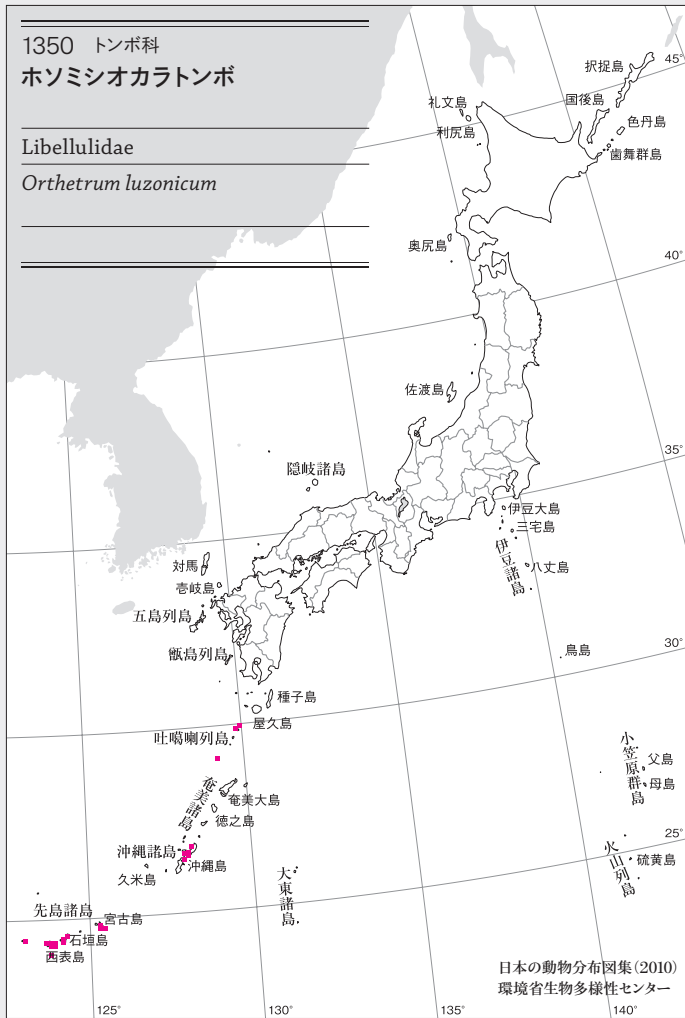 1350 トンボ科
ホソミシオカラトンボ
Libellulidae
Orthetrum luzonicum
択捉島
45°
国後島
礼文島
色丹島
利尻島
歯舞群島
奥尻島
40°
佐渡島
35°
隠岐諸島
伊豆大島
三宅島
対馬
伊豆諸島
八丈島
壱岐島
五島列島
甑島列島
鳥島
30°
種子島
屋久島
吐噶喇列島
小笠原群島
父島
母島
奄美諸島
奄美大島
徳之島
25°
沖縄諸島
沖縄島
火山列島
硫黄島
久米島
大東諸島
先島諸島
宮古島
石垣島
西表島
日本の動物分布図集(2010)
環境省生物多様性センター
125°
130°
135°
140°